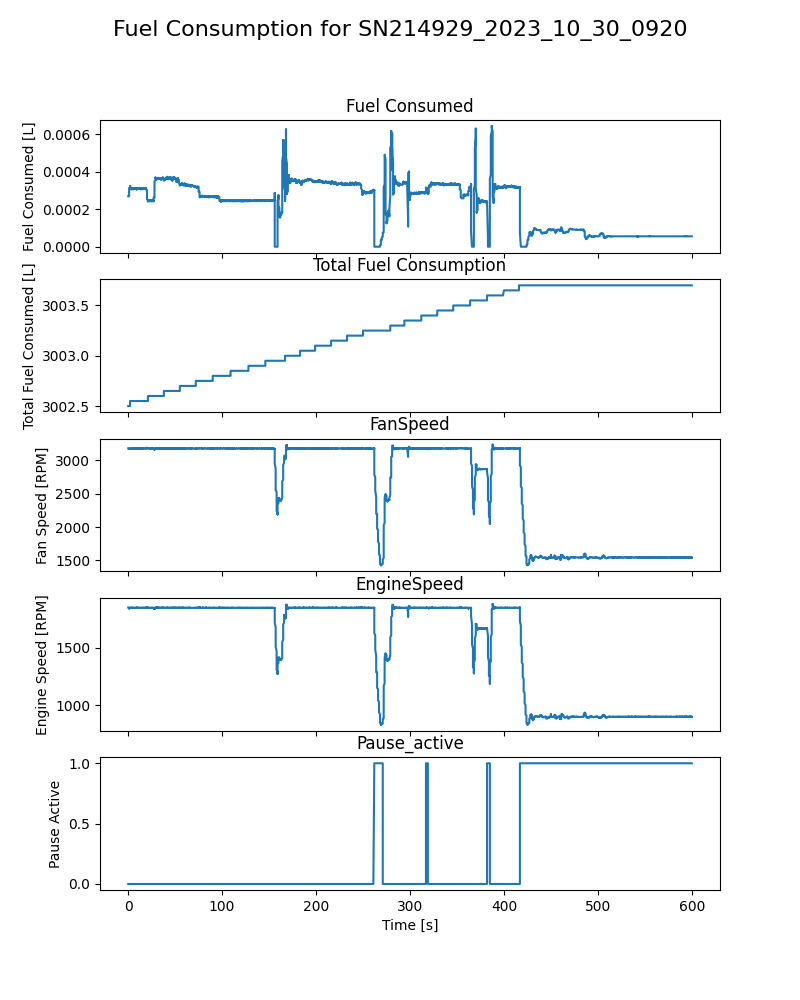 Fuel Consumption for SN214929_2023_10_30_0920
Fuel Consumed
Fuel Consumed [L]
0.0006
0.0004
0.0002
0.0000
Total Fuel Consumption
Total Fuel Consumed [L]
3003.5
3003.0
3002.5
FanSpeed
Fan Speed [RPM]
3000
2500
2000
1500
EngineSpeed
Engine Speed [RPM]
1500
1000
Pause_active
Pause Active
1.0
0.5
0.0
0 100 200 300 400 500 600
Time [s]